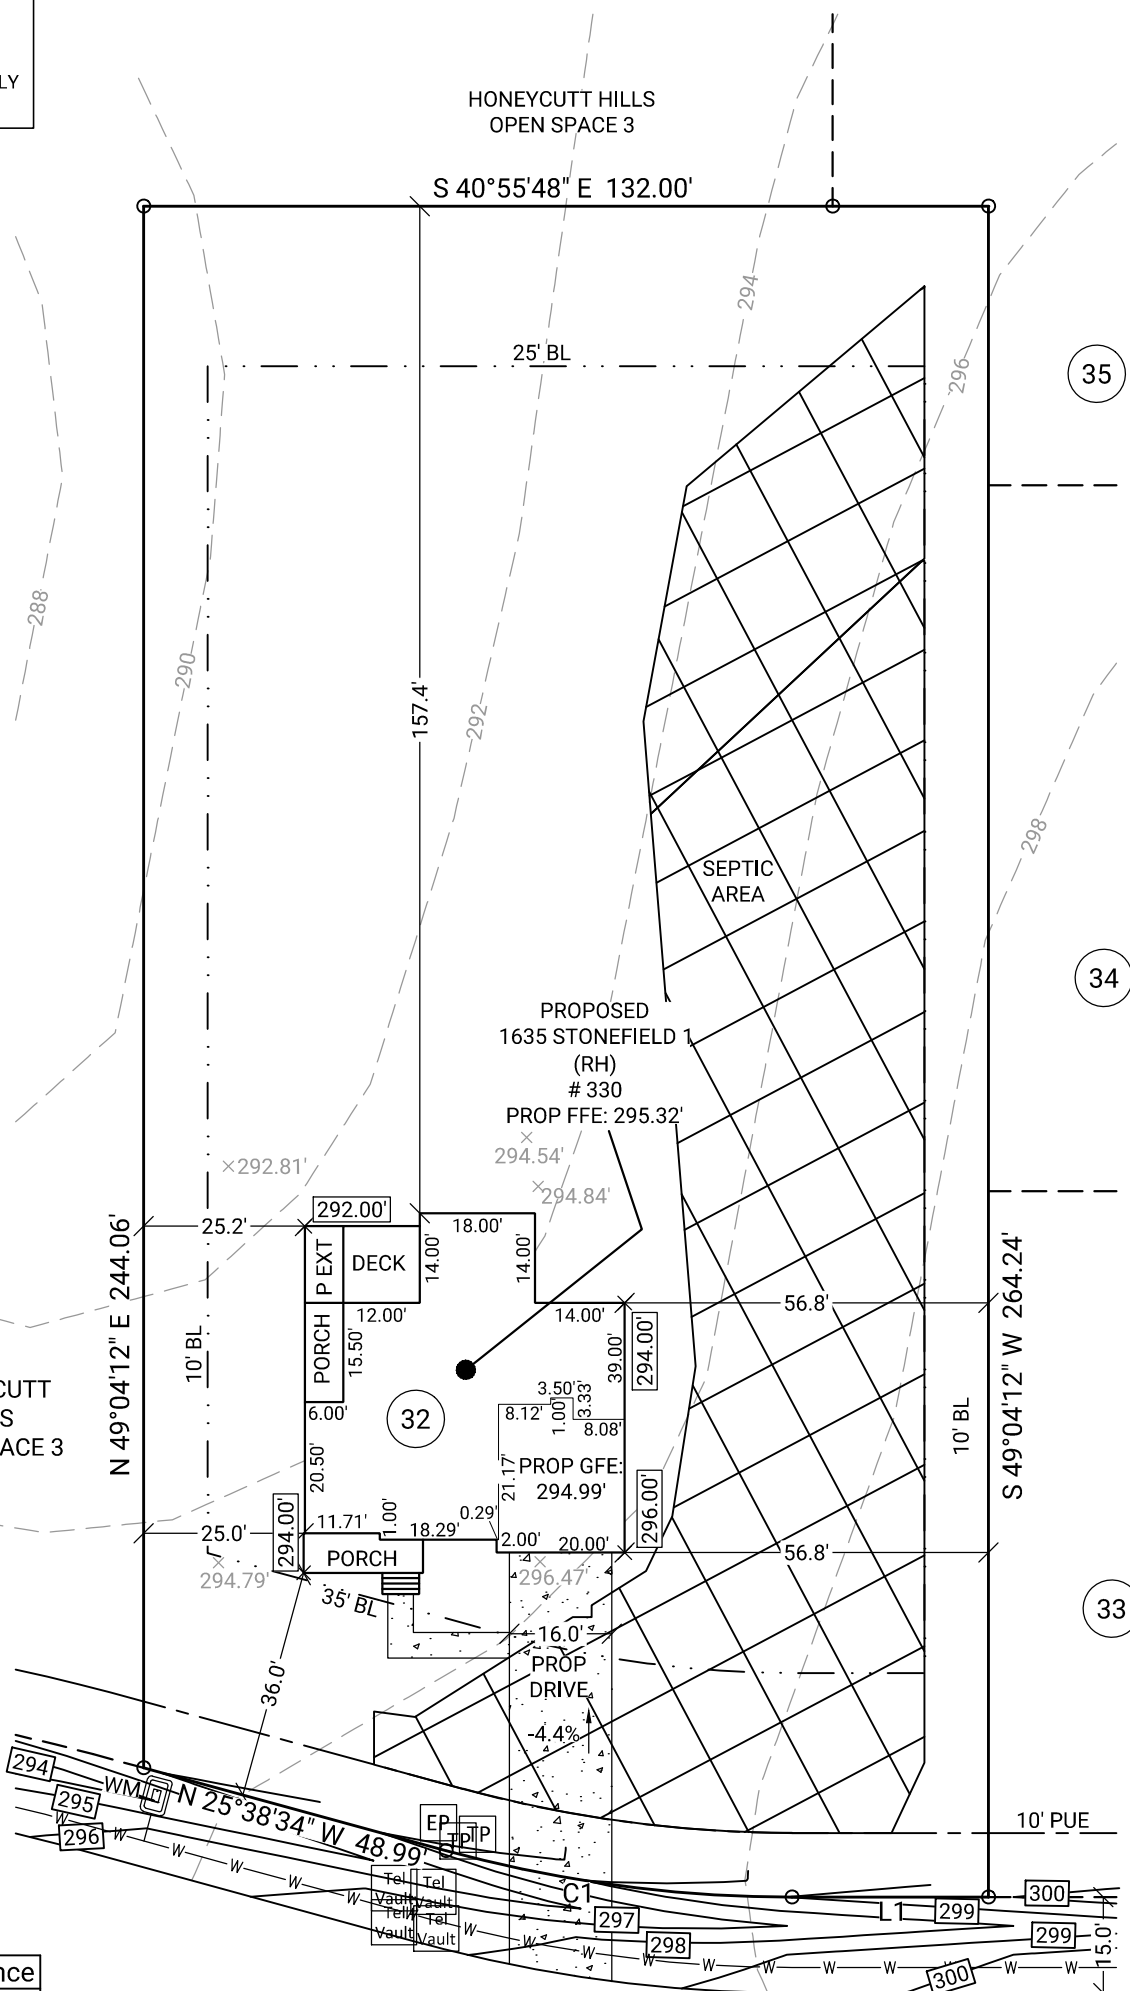 LY
HONEYCUTT HILLS
OPEN SPACE 3
S 40°55'48" E 132.00'
294
25' BL
296
35
288
290
157.4'
292
298
SEPTIC
AREA
34
PROPOSED
1635 STONEFIELD 1
(RH)
# 330
PROP FFE: 295.32'
294.54'
292.81'
294.84'
292.00'
25.2'
18.00'
N 49°04'12" E 244.06'
P EXT
DECK
14.00'
14.00'
S 49°04'12" W 264.24'
56.8'
12.00'
14.00'
10' BL
PORCH
15.50'
39.00'
294.00'
CUTT
S
ACE 3
3.50'
3.33'
6.00'
32
8.12'
1.00'
8.08'
10' BL
20.50'
PROP GFE:
294.99'
21.17'
294.00'
296.00'
11.71'
1.00'
18.29'
0.29'
25.0'
2.00'
20.00'
56.8'
PORCH
294.79'
296.47'
35' BL
33
16.0'
PROP
DRIVE
36.0'
-4.4%
294
WM
295
296
N 25°38'34" W 48.99'
EP
TP
TP
10' PUE
W
W
W
W
W
W
Tel
Vault
Tel
Vault
Tel
Vault
Tel
Vault
W
C1
L1
300
299
297
298
299
15.0'
W
W
W
W
W
W
W
W
W
W
300
nce